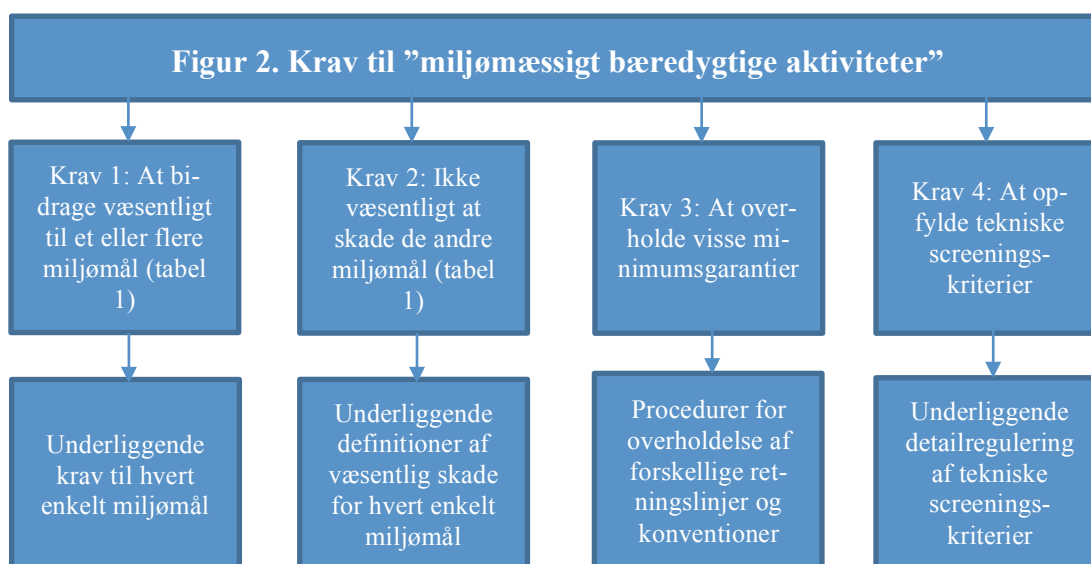 Figur 2. Krav til ”miljømæssigt bæredygtige aktiviteter”
Krav 1: At bi-
drage væsentligt
til et eller flere
miljømål (tabel
1)
Krav 2: Ikke
væsentligt at
skade de andre
miljømål (tabel
1)
Krav 3: At over-
holde visse mi-
nimumsgarantier
Krav 4: At op-
fylde tekniske
screenings-
kriterier
Underliggende
krav til hvert
enkelt miljømål
Underliggende
definitioner af
væsentlig skade
for hvert enkelt
miljømål
Procedurer for
overholdelse af
forskellige ret-
ningslinjer og
konventioner
Underliggende
detailregulering
af tekniske
screenings-
kriterier